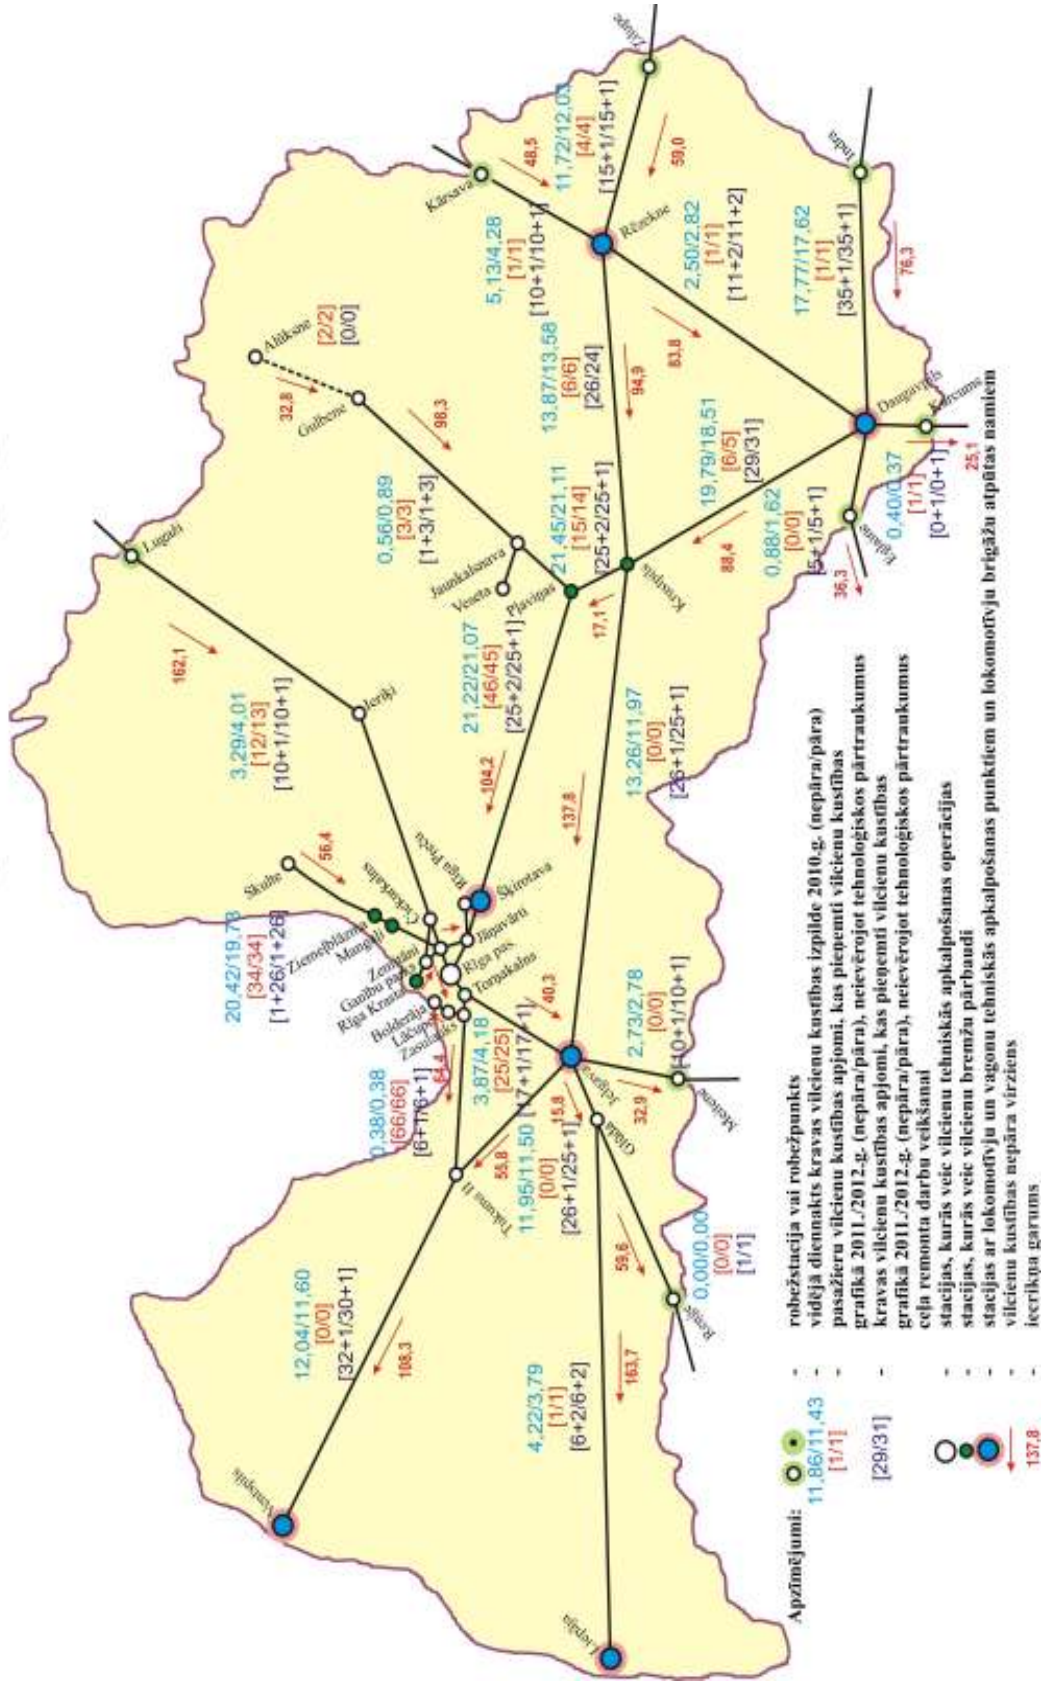 Ventspils
12,04/11,60
[0/0]
[32+1/30+1]
108,3
Liepāja
4,22/3,79
[1/1]
[6+2/6+2]
163,7
Tukums II
0,38/0,38
[66/66]
[6+1/6+1]
64,4
11,95/11,50
[0/0]
[26+1/25+1]
55,8
15,8
Glūda
59,6
Reņģe
0,00/0,00
[0/0]
[1/1]
Jelgava
32,9
Meitene
2,73/2,78
[0/0]
[10+1/10+1]
3,87/4,18
[25/25]
[17+1/17+1]
40,3
20,42/19,73
[34/34]
[1+26/1+26]
Skulte
56,4
Ziemeļblāzma
Mangaļi
Zemitāni
Ganību parks
Rīga Krasta
Bolderāja
Lāčupe
Zasulauks
Čiekurkalns
Rīga Preču
Šķirotava
Jāņavārti
Rīga pas.
Torņakalns
3,29/4,01
[12/13]
[10+1/10+1]
162,1
Lugaži
Ieriķi
21,22/21,07
[46/45]
[25+2/25+1]
104,2
137,8
13,26/11,97
[0/0]
[26+1/25+1]
Alūksne
[2/2]
[0/0]
32,8
Gulbene
98,3
0,56/0,89
[3/3]
[1+3/1+3]
Jaunkalsnava
Veseta
Pļaviņas
21,45/21,11
[15/14]
[25+2/25+1]
17,1
Krustpils
13,87/13,58
[6/6]
[26/24]
94,9
19,79/18,51
[6/5]
[29/31]
88,4
0,88/1,62
[0/0]
[5+1/5+1]
36,3
Eglaine
0,40/0,37
[1/1]
[0+1/0+1]
25,1
Kurcums
Daugavpils
83,8
2,50/2,82
[1/1]
[11+2/11+2]
17,77/17,62
[1/1]
[35+1/35+1]
76,3
Indra
Kārsava
48,5
5,13/4,28
[1/1]
[10+1/10+1]
Rēzekne
11,72/12,03
[4/4]
[15+1/15+1]
59,0
Zilupe
Apzīmējumi:
- robežstacija vai robežpunkts
11,86/11,43 - vidējā diennakts kravas vilcienu kustības izpilde 2010.g. (nepāra/pāra)
[1/1] - pasažieru vilcienu kustības apjomi, kas pieņemti vilcienu kustības
grafikā 2011./2012.g. (nepāra/pāra), neievērojot tehnoloģiskos pārtraukumus
[29/31] - kravas vilcienu kustības apjomi, kas pieņemti vilcienu kustības
grafikā 2011./2012.g. (nepāra/pāra), neievērojot tehnoloģiskos pārtraukumus
ceļa remonta darbu veikšanai
- stacijas, kurās veic vilcienu tehniskās apkalpošanas operācijas
- stacijas, kurās veic vilcienu bremžu pārbaudi
- stacijas ar lokomotīvju un vagonu tehniskās apkalpošanas punktiem un lokomotīvju brigāžu atpūtas namiem
- vilcienu kustības nepāra virziens
137,8 - iecirkņa garums